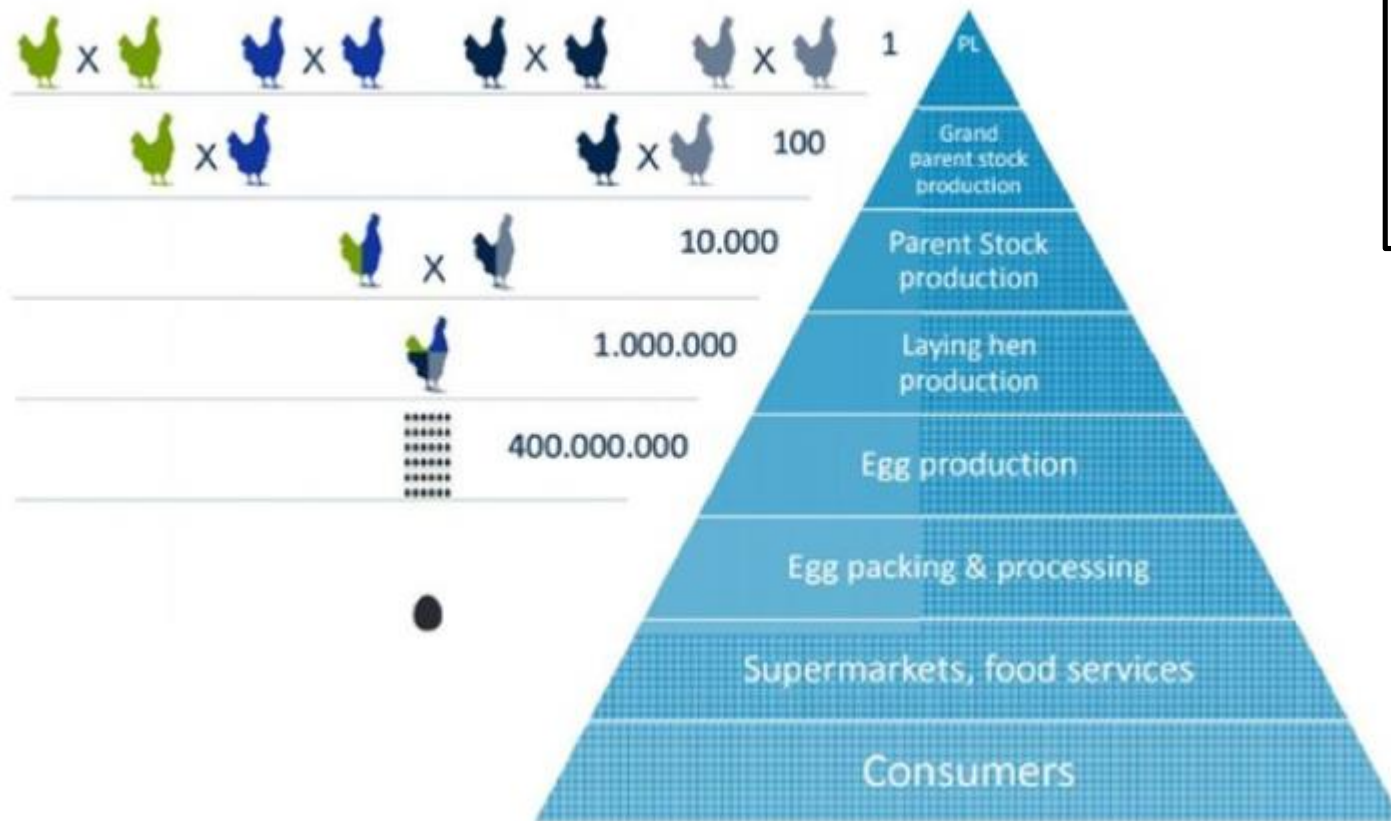 X X X X 1
PL
X X 100
Grand
parent stock
production
X 10.000
Parent Stock
production
1.000.000
Laying hen
production
400.000.000
Egg production
Egg packing & processing
Supermarkets, food services
Consumers